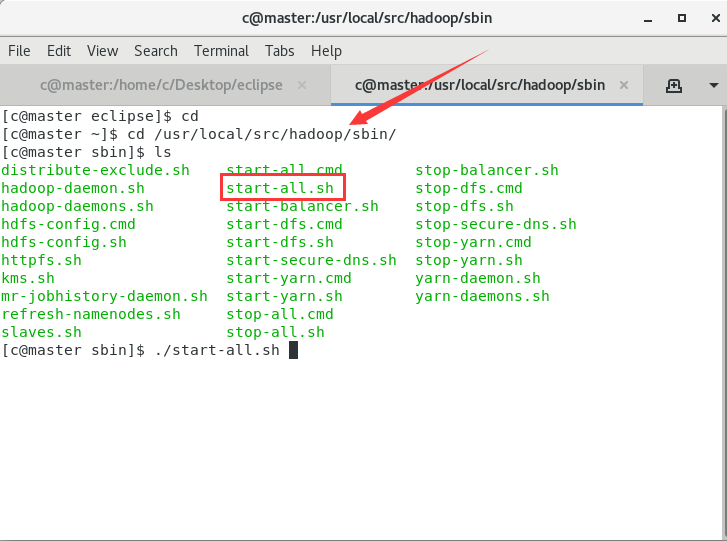 c@master:/usr/local/src/hadoop/sbin
File Edit View Search Terminal Tabs Help
c@master:/home/c/Desktop/eclipse c@master:/usr/local/src/hadoop/sbin
[c@master eclipse]$ cd
[c@master ~]$ cd /usr/local/src/hadoop/sbin/
[c@master sbin]$ ls
distribute-exclude.sh start-all.cmd stop-balancer.sh
hadoop-daemon.sh start-all.sh stop-dfs.cmd
hadoop-daemons.sh start-balancer.sh stop-dfs.sh
hdfs-config.cmd start-dfs.cmd stop-secure-dns.sh
hdfs-config.sh start-dfs.sh stop-yarn.cmd
httpfs.sh start-secure-dns.sh stop-yarn.sh
kms.sh start-yarn.cmd yarn-daemon.sh
mr-jobhistory-daemon.sh start-yarn.sh yarn-daemons.sh
refresh-namenodes.sh stop-all.cmd
slaves.sh stop-all.sh
[c@master sbin]$ ./start-all.sh